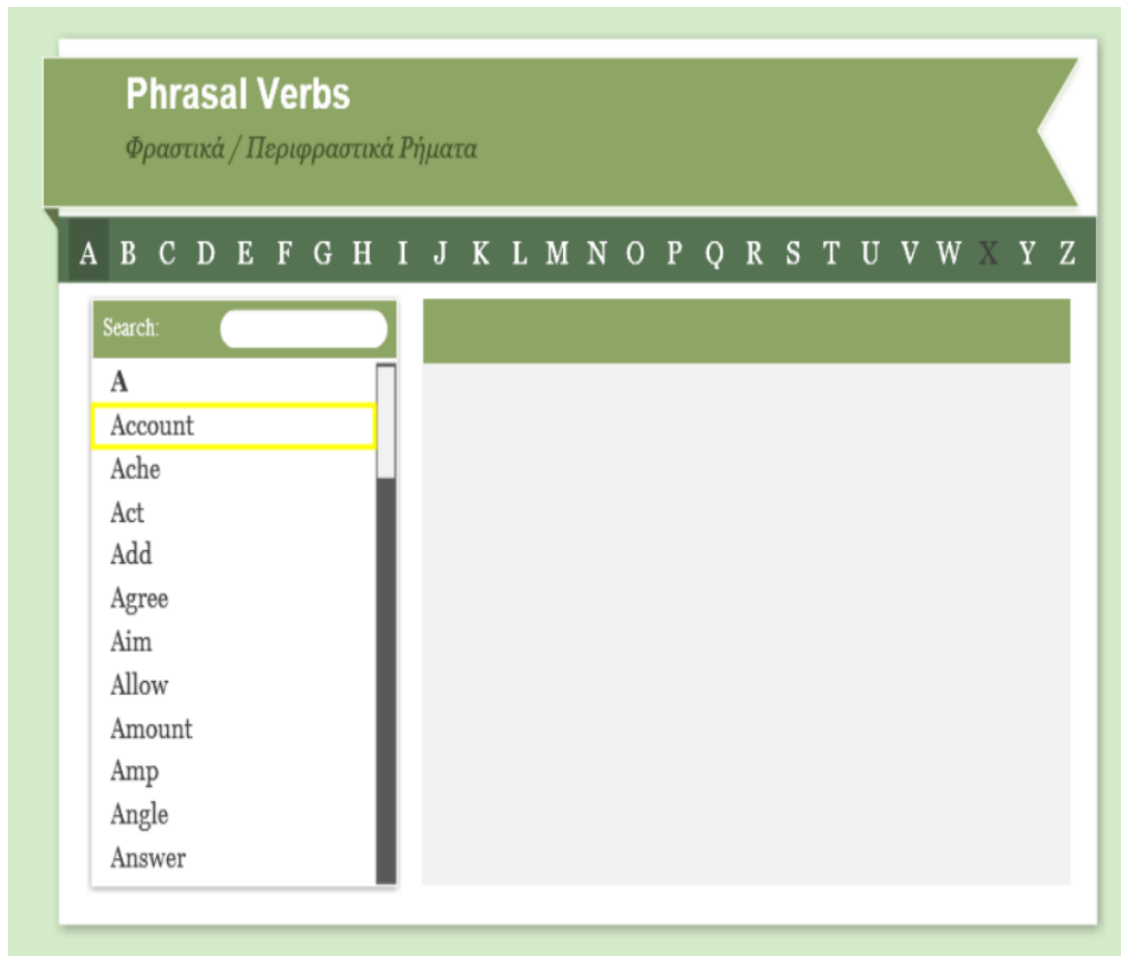 Phrasal Verbs
Φραστικά / Περιφραστικά Ρήματα
A B C D E F G H I J K L M N O P Q R S T U V W X Y Z
Search:
A
Account
Ache
Act
Add
Agree
Aim
Allow
Amount
Amp
Angle
Answer